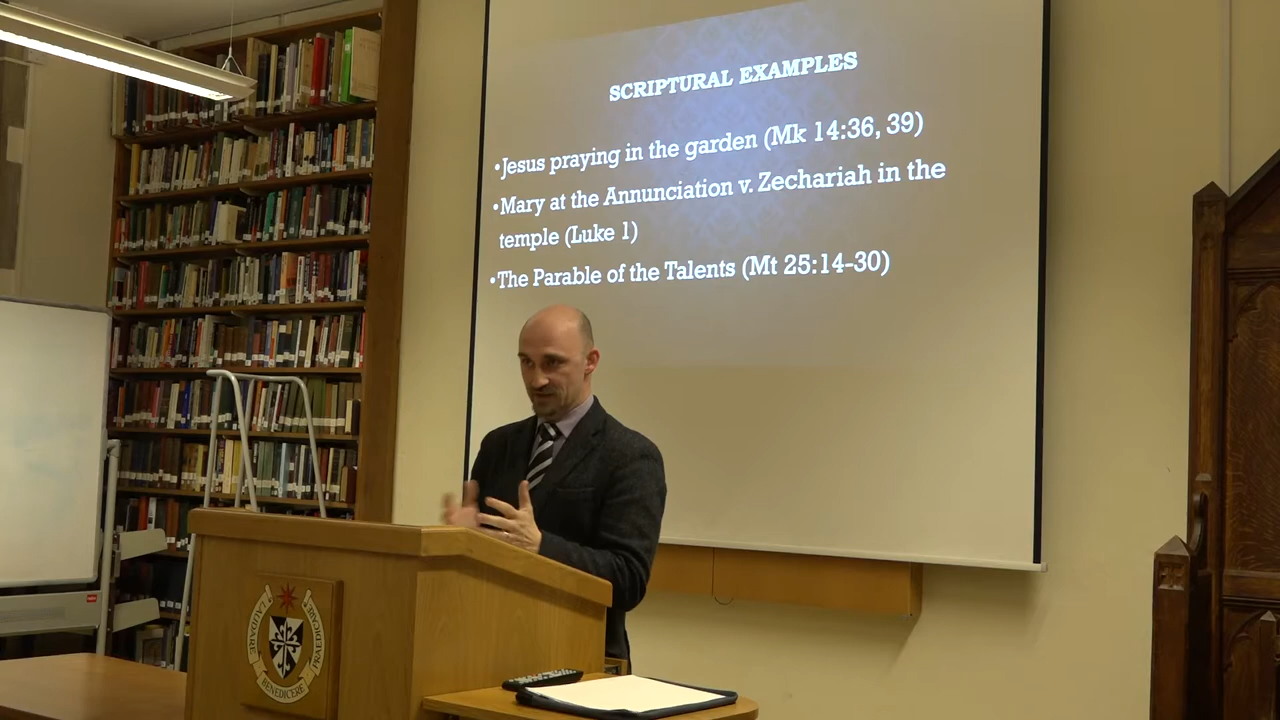 SCRIPTURAL EXAMPLES
•Jesus praying in the garden (Mk 14:36, 39)
•Mary at the Annunciation v. Zechariah in the
temple (Luke 1)
•The Parable of the Talents (Mt 25:14-30)
LAUDARE
BENEDICERE
PRAEDICARE